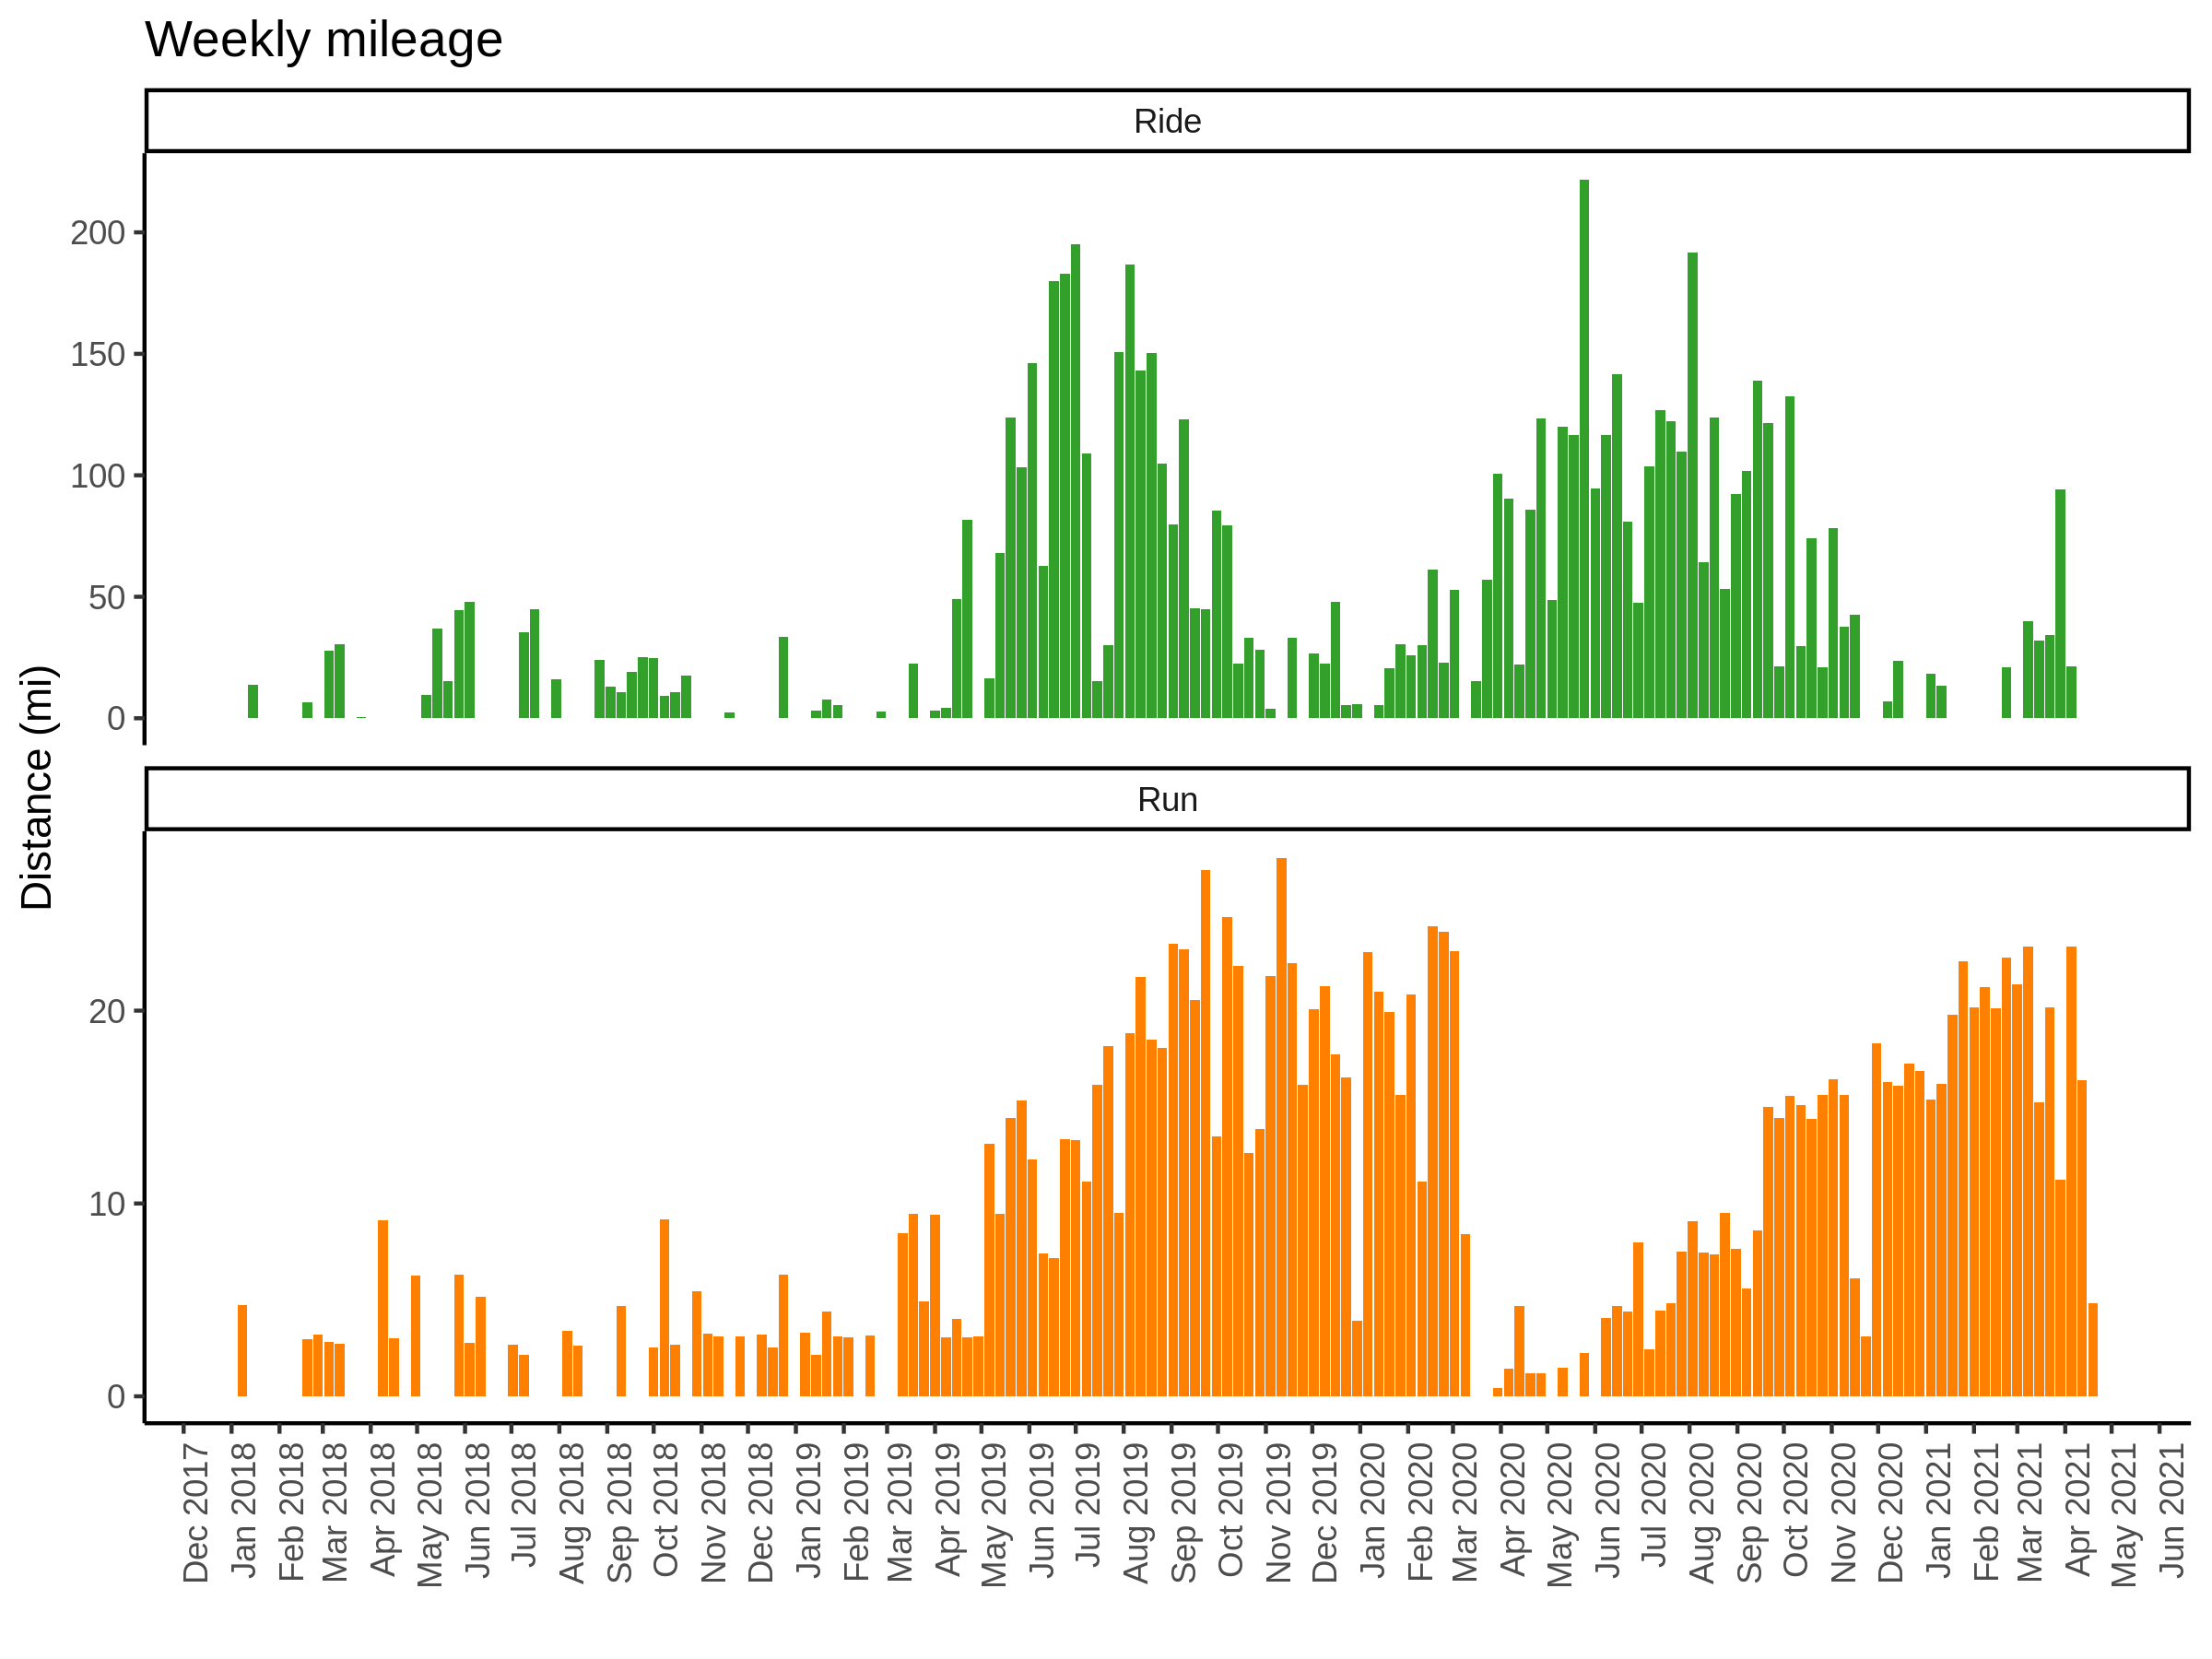 Weekly mileage
Ride
200
150
100
50
0
Distance (mi)
Run
20
10
0
Dec 2017
Jan 2018
Feb 2018
Mar 2018
Apr 2018
May 2018
Jun 2018
Jul 2018
Aug 2018
Sep 2018
Oct 2018
Nov 2018
Dec 2018
Jan 2019
Feb 2019
Mar 2019
Apr 2019
May 2019
Jun 2019
Jul 2019
Aug 2019
Sep 2019
Oct 2019
Nov 2019
Dec 2019
Jan 2020
Feb 2020
Mar 2020
Apr 2020
May 2020
Jun 2020
Jul 2020
Aug 2020
Sep 2020
Oct 2020
Nov 2020
Dec 2020
Jan 2021
Feb 2021
Mar 2021
Apr 2021
May 2021
Jun 2021